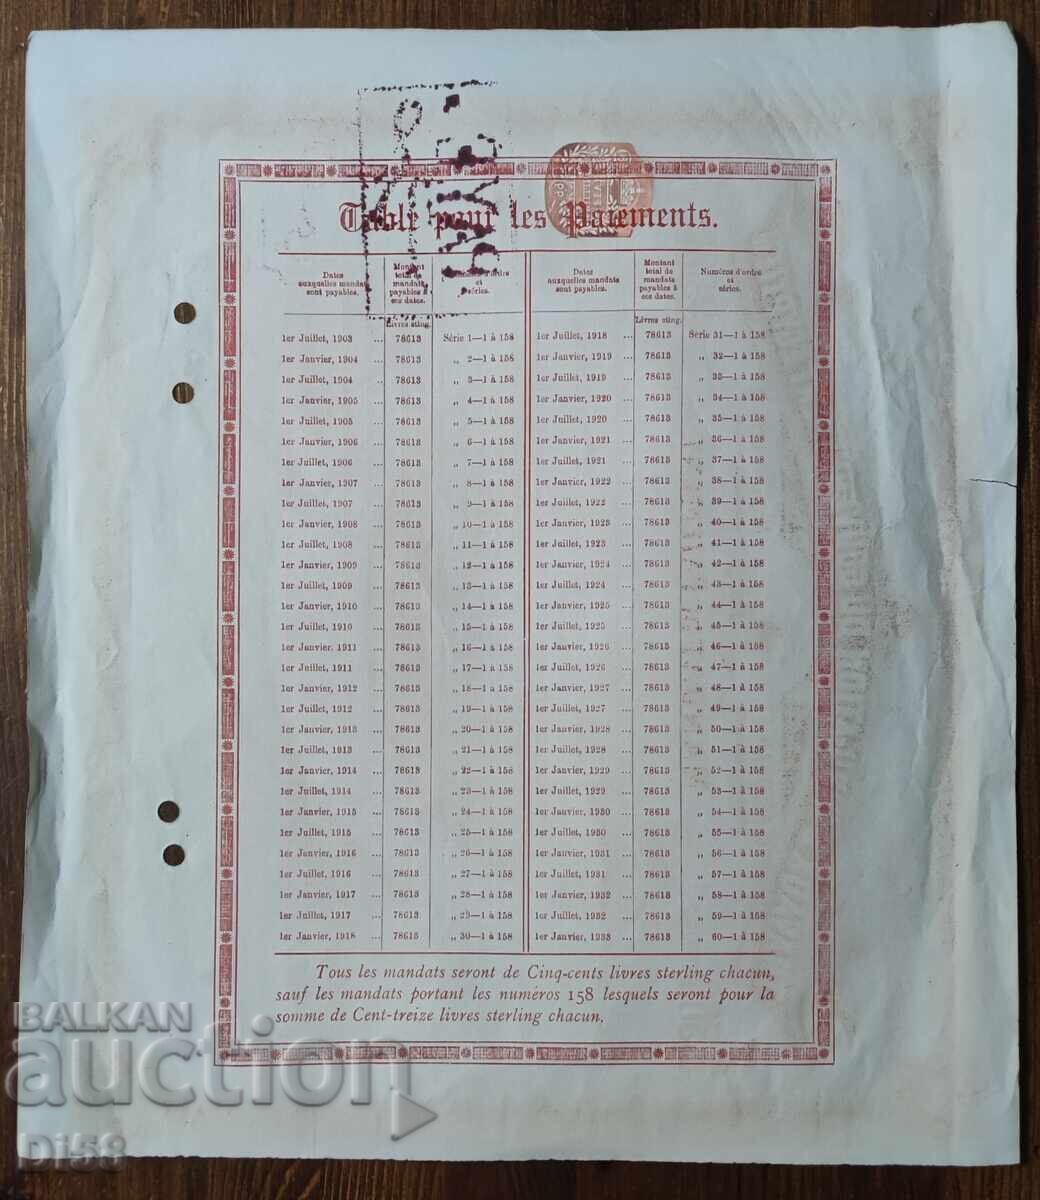 Table pour les Paiements.
Dates auxquelles mandats sont payables. | Montant total de mandats payables à ces dates. | Numéros d'ordre et séries. | Dates auxquelles mandats sont payables. | Montant total de mandats payables à ces dates. | Numéros d'ordre et séries.
Livres stlng. | Livres stlng.
1er Juillet, 1903 ... 78613 Série 1—1 à 158 | 1er Juillet, 1918 ... 78613 Série 31—1 à 158
1er Janvier, 1904 ... 78613 „ 2—1 à 158 | 1er Janvier, 1919 ... 78613 „ 32—1 à 158
1er Juillet, 1904 .. 78613 „ 3—1 à 158 | 1er Juillet, 1919 ... 78613 „ 33—1 à 158
1er Janvier, 1905 ... 78613 „ 4—1 à 158 | 1er Janvier, 1920 ... 78613 „ 34—1 à 158
1er Juillet, 1905 ... 78613 „ 5—1 à 158 | 1er Juillet, 1920 ... 78613 „ 35—1 à 158
1er Janvier, 1906 ... 78613 „ 6—1 à 158 | 1er Janvier, 1921 ... 78613 „ 36—1 à 158
1er Juillet, 1906 ... 78613 „ 7—1 à 158 | 1er Juillet, 1921 ... 78613 „ 37—1 à 158
1er Janvier, 1907 ... 78613 „ 8—1 à 158 | 1er Janvier, 1922 ... 78613 „ 38—1 à 158
1er Juillet, 1907 ... 78613 „ 9—1 à 158 | 1er Juillet, 1922 ... 78613 „ 39—1 à 158
1er Janvier, 1908 ... 78613 „ 10—1 à 158 | 1er Janvier, 1923 ... 78613 „ 40—1 à 158
1er Juillet, 1908 ... 78613 „ 11—1 à 158 | 1er Juillet, 1923 ... 78613 „ 41—1 à 158
1er Janvier, 1909 ... 78613 „ 12—1 à 158 | 1er Janvier, 1924 ... 78613 „ 42—1 à 158
1er Juillet, 1909 ... 78613 „ 13—1 à 158 | 1er Juillet, 1924 ... 78613 „ 43—1 à 158
1er Janvier, 1910 ... 78613 „ 14—1 à 158 | 1er Janvier, 1925 ... 78613 „ 44—1 à 158
1er Juillet, 1910 ... 78613 „ 15—1 à 158 | 1er Juillet, 1925 ... 78613 „ 45—1 à 158
1er Janvier, 1911 ... 78613 „ 16—1 à 158 | 1er Janvier, 1926 ... 78613 „ 46—1 à 158
1er Juillet, 1911 ... 78613 „ 17—1 à 158 | 1er Juillet, 1926 ... 78613 „ 47—1 à 158
1er Janvier, 1912 ... 78613 „ 18—1 à 158 | 1er Janvier, 1927 ... 78613 „ 48—1 à 158
1er Juillet, 1912 ... 78613 „ 19—1 à 158 | 1er Juillet, 1927 ... 78613 „ 49—1 à 158
1er Janvier, 1913 ... 78613 „ 20—1 à 158 | 1er Janvier, 1928 ... 78613 „ 50—1 à 158
1er Juillet, 1913 ... 78613 „ 21—1 à 158 | 1er Juillet, 1928 ... 78613 „ 51—1 à 158
1er Janvier, 1914 ... 78613 „ 22—1 à 158 | 1er Janvier, 1929 ... 78613 „ 52—1 à 158
1er Juillet, 1914 ... 78613 „ 23—1 à 158 | 1er Juillet, 1929 ... 78613 „ 53—1 à 158
1er Janvier, 1915 ... 78613 „ 24—1 à 158 | 1er Janvier, 1930 ... 78613 „ 54—1 à 158
1er Juillet, 1915 ... 78613 „ 25—1 à 158 | 1er Juillet, 1930 ... 78613 „ 55—1 à 158
1er Janvier, 1916 ... 78613 „ 26—1 à 158 | 1er Janvier, 1931 ... 78613 „ 56—1 à 158
1er Juillet, 1916 ... 78613 „ 27—1 à 158 | 1er Juillet, 1931 ... 78613 „ 57—1 à 158
1er Janvier, 1917 ... 78613 „ 28—1 à 158 | 1er Janvier, 1932 ... 78613 „ 58—1 à 158
1er Juillet, 1917 ... 78613 „ 29—1 à 158 | 1er Juillet, 1932 ... 78613 „ 59—1 à 158
1er Janvier, 1918 ... 78613 „ 30—1 à 158 | 1er Janvier, 1933 ... 78613 „ 60—1 à 158
Tous les mandats seront de Cinq-cents livres sterling chacun,
sauf les mandats portant les numéros 158 lesquels seront pour la
somme de Cent-treize livres sterling chacun.
BALKAN
auction
Di58